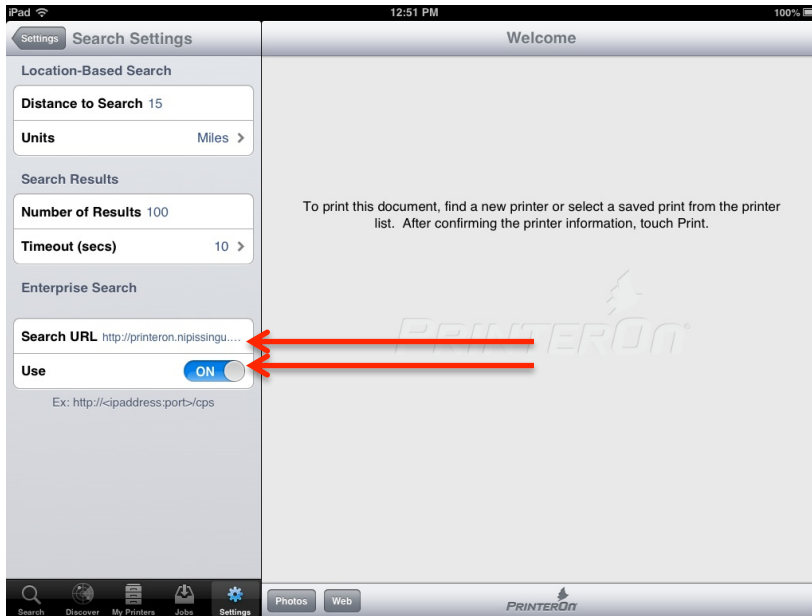 iPad 12:51 PM 100%
Settings Search Settings Welcome
Location-Based Search
Distance to Search 15
Units Miles
Search Results
Number of Results 100
Timeout (secs) 10
Enterprise Search
Search URL http://printeron.nipissingu....
Use ON
Ex: http://<ipaddress:port>/cps
To print this document, find a new printer or select a saved print from the printer
list. After confirming the printer information, touch Print.
PRINTERON
Search Discover My Printers Jobs Settings
Photos Web PRINTERON